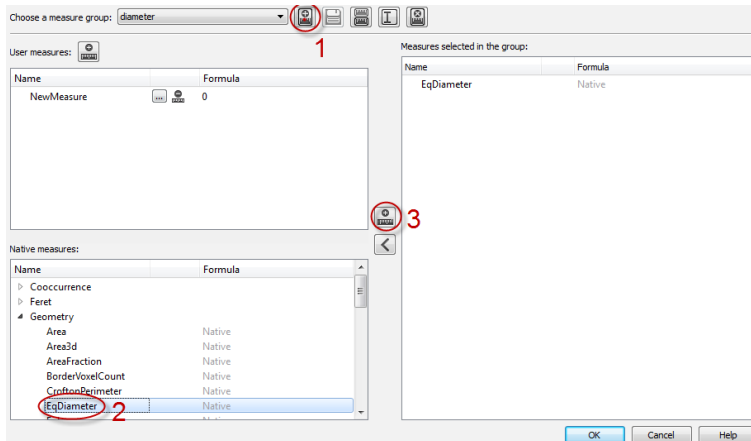 Choose a measure group: diameter
1
User measures:
Measures selected in the group:
Name Formula
NewMeasure ... 0
Name Formula
EqDiameter Native
3
Native measures:
Name Formula
Cooccurrence
Feret
Geometry
Area Native
Area3d Native
AreaFraction Native
BorderVoxelCount Native
CroftonPerimeter Native
EqDiameter 2 Native
OK Cancel Help